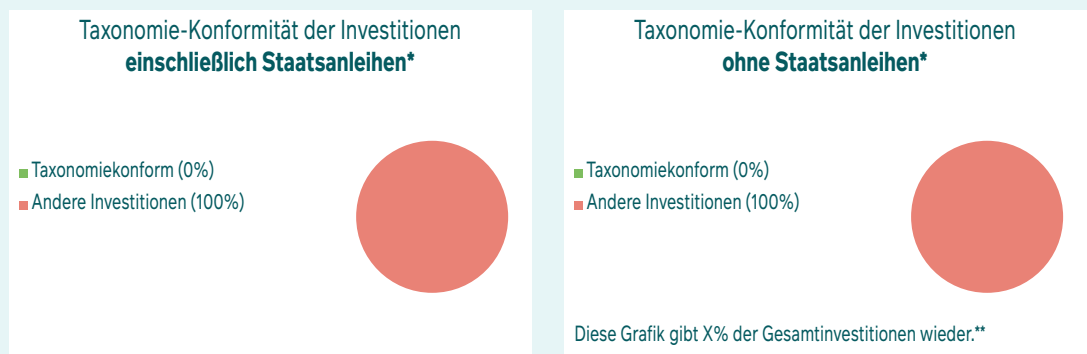 Taxonomie-Konformität der Investitionen
einschließlich Staatsanleihen*
Taxonomiekonform (0%)
Andere Investitionen (100%)
Taxonomie-Konformität der Investitionen
ohne Staatsanleihen*
Taxonomiekonform (0%)
Andere Investitionen (100%)
Diese Grafik gibt X% der Gesamtinvestitionen wieder.**